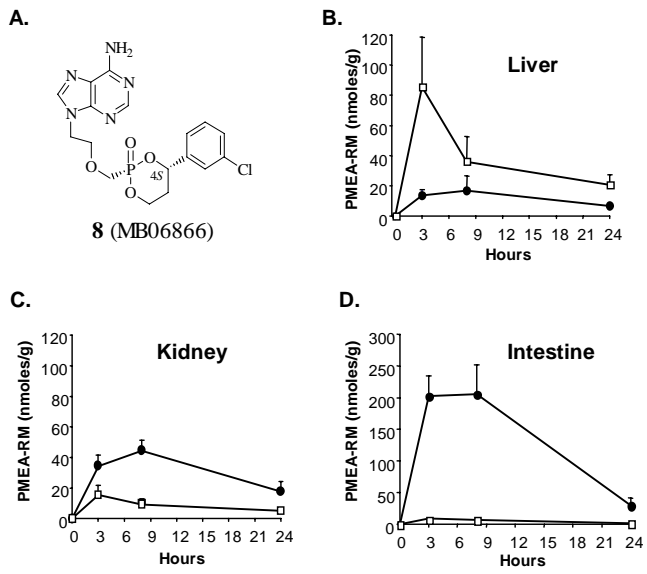 A.
NH₂
N
N
N
N
O
O
P
O
O
4S
Cl
8 (MB06866)
B.
Liver
PMEA-RM (nmoles/g)
120
100
80
60
40
20
0
0 3 6 9 12 15 18 21 24
Hours
C.
Kidney
PMEA-RM (nmoles/g)
120
100
80
60
40
20
0
0 3 6 9 12 15 18 21 24
Hours
D.
Intestine
PMEA-RM (nmoles/g)
300
250
200
150
100
50
0
0 3 6 9 12 15 18 21 24
Hours